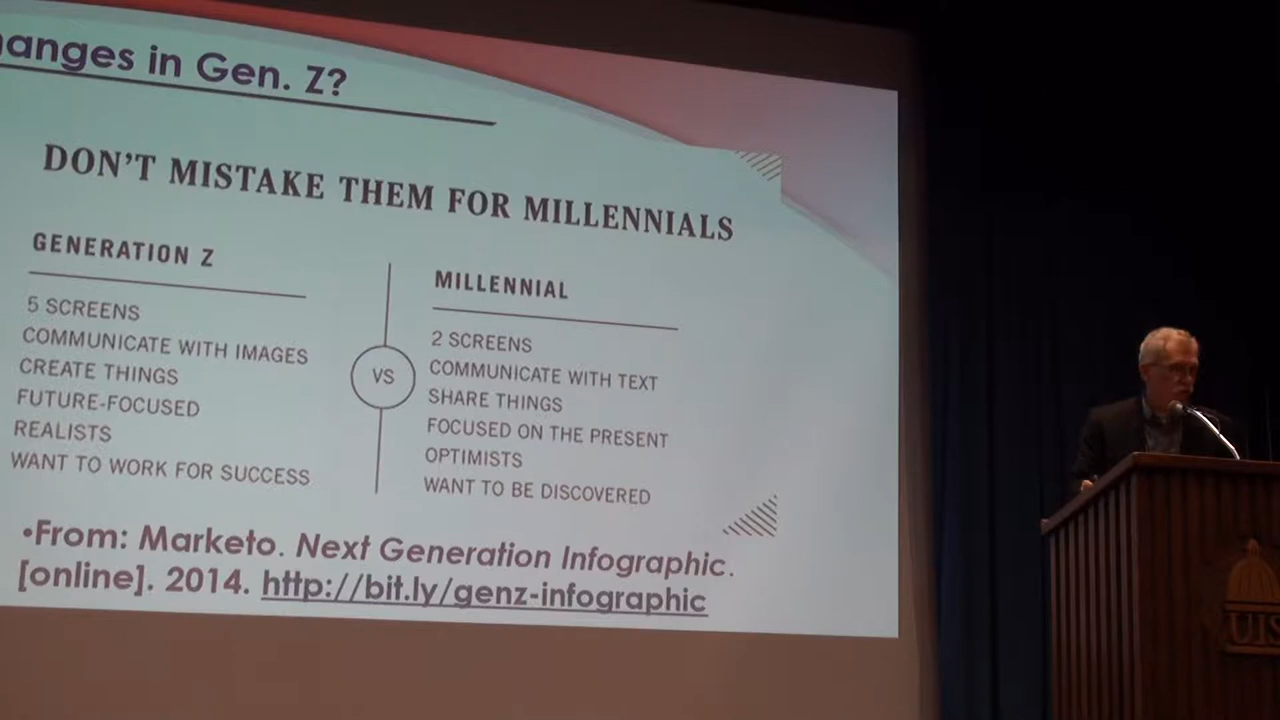 anges in Gen. Z?
DON'T MISTAKE THEM FOR MILLENNIALS
GENERATION Z
5 SCREENS
COMMUNICATE WITH IMAGES
CREATE THINGS
FUTURE-FOCUSED
REALISTS
WANT TO WORK FOR SUCCESS
VS
MILLENNIAL
2 SCREENS
COMMUNICATE WITH TEXT
SHARE THINGS
FOCUSED ON THE PRESENT
OPTIMISTS
WANT TO BE DISCOVERED
•From: Marketo. Next Generation Infographic.
[online]. 2014. http://bit.ly/genz-infographic
UIS